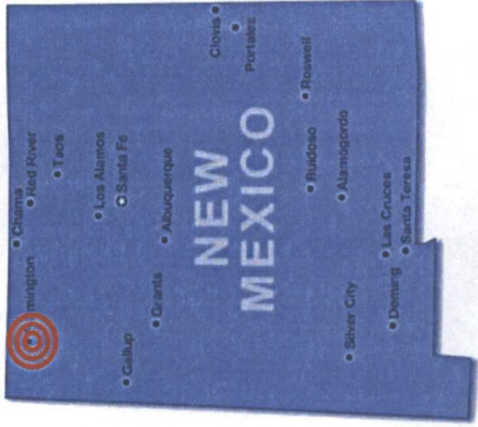 Chama
Red River
mington
Taos
Los Alamos
Santa Fe
Gallup
Grants
Albuquerque
Clovis
Portales
NEW
MEXICO
Roswell
Ruidoso
Alamogordo
Silver City
Las Cruces
Deming
Santa Teresa